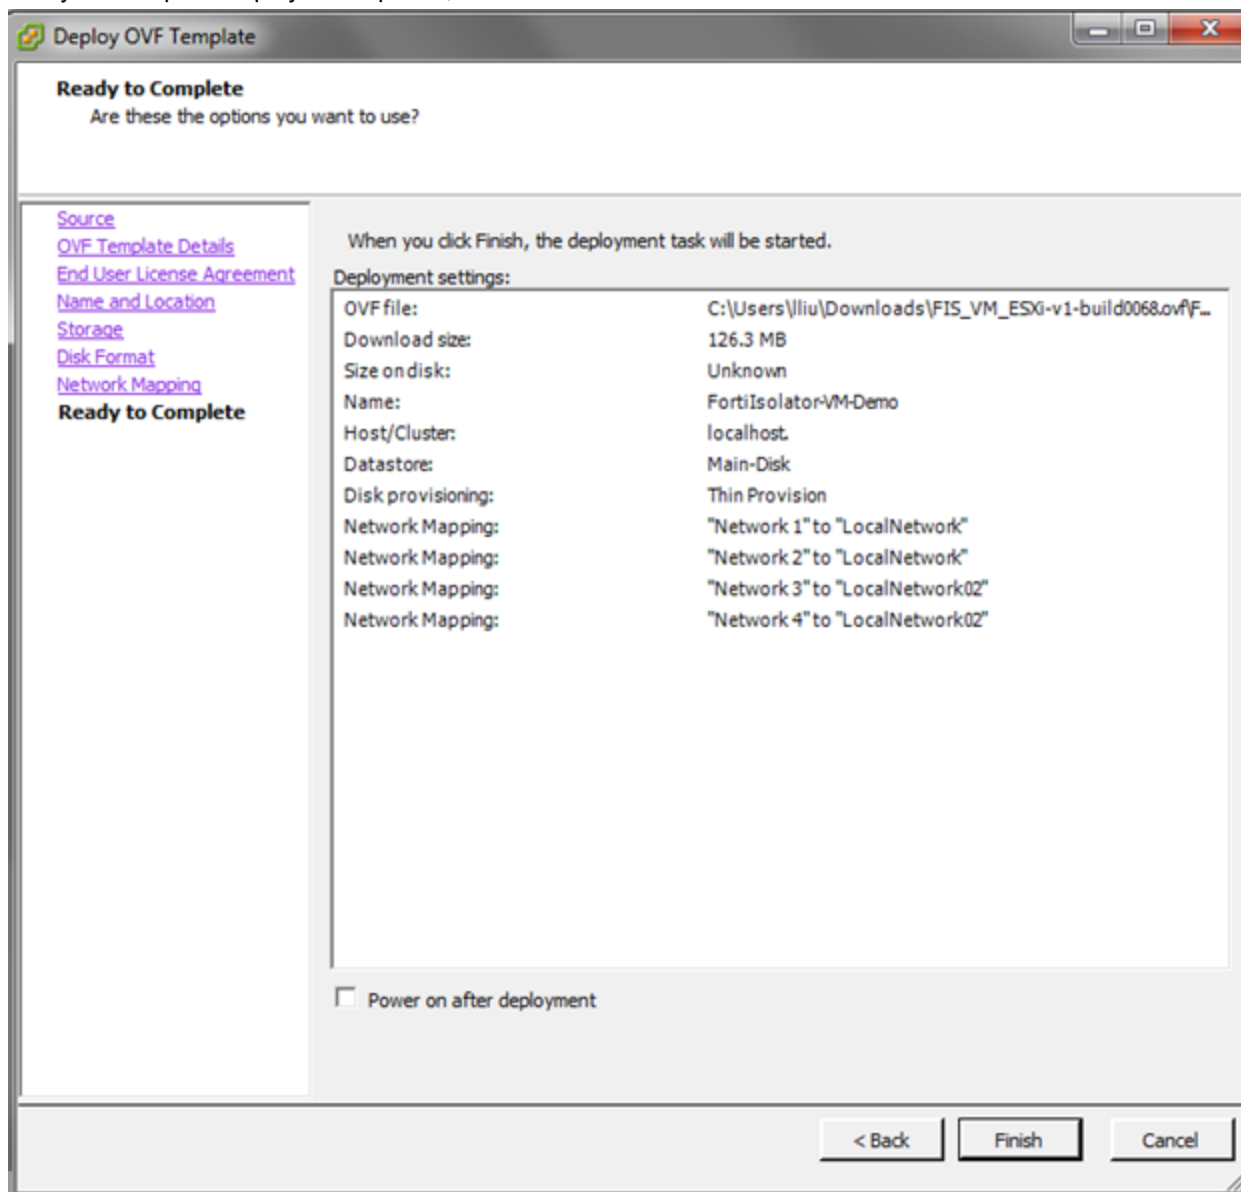 Deploy OVF Template
Ready to Complete
Are these the options you want to use?
Source
OVF Template Details
End User License Agreement
Name and Location
Storage
Disk Format
Network Mapping
Ready to Complete
When you click Finish, the deployment task will be started.
Deployment settings:
OVF file: C:\Users\lliu\Downloads\FIS_VM_ESXi-v1-build0068.ovf\F...
Download size: 126.3 MB
Size on disk: Unknown
Name: FortiIsolator-VM-Demo
Host/Cluster: localhost.
Datastore: Main-Disk
Disk provisioning: Thin Provision
Network Mapping: "Network 1" to "LocalNetwork"
Network Mapping: "Network 2" to "LocalNetwork"
Network Mapping: "Network 3" to "LocalNetwork02"
Network Mapping: "Network 4" to "LocalNetwork02"
Power on after deployment
< Back Finish Cancel